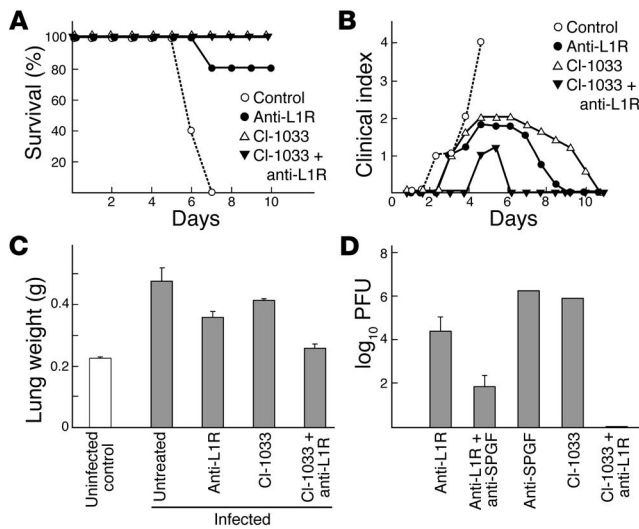 A
Survival (%)
100
80
60
40
20
2
4
6
8
10
Days
Control
Anti-L1R
Cl-1033
Cl-1033 +
anti-L1R
B
Clinical index
4
3
2
1
0
0
2
4
6
8
10
Days
Control
Anti-L1R
Cl-1033
Cl-1033 +
anti-L1R
C
Lung weight (g)
0.4
0.2
0
Uninfected
control
Untreated
Anti-L1R
Cl-1033
Cl-1033 +
anti-L1R
Infected
D
log10 PFU
8
6
4
2
Anti-L1R
Anti-L1R +
anti-SPGF
Anti-SPGF
Cl-1033
Cl-1033 +
anti-L1R